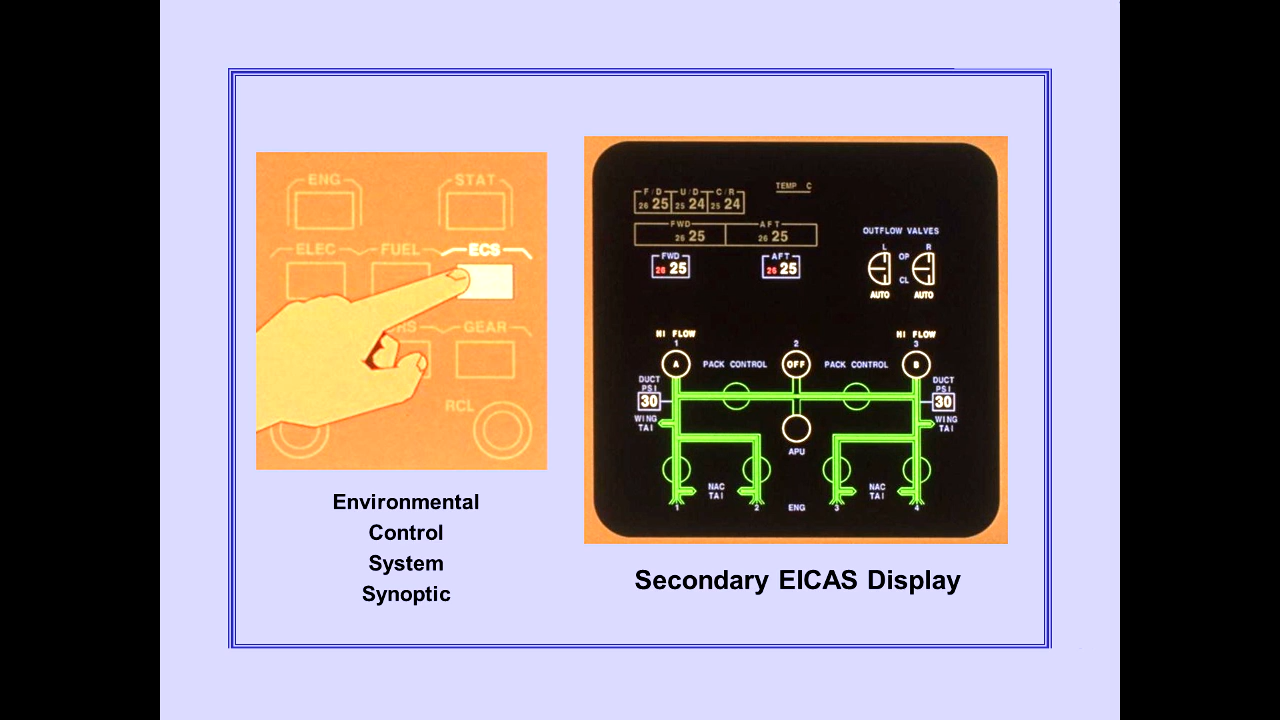 ENG STAT
ELEC FUEL ECS
GEAR
RCL
Environmental
Control
System
Synoptic
TEMP C
F/D U/D C/R
26 25 25 24 25 24
FWD AFT
26 25 26 25
FWD AFT
26 25 26 25
OUTFLOW VALVES
L R
OP
CL
AUTO AUTO
HI FLOW HI FLOW
1 2 3
A PACK CONTROL OFF PACK CONTROL B
DUCT PSI DUCT PSI
30 30
WING TAI WING TAI
APU
NAC TAI NAC TAI
1 2 ENG 3 4
Secondary EICAS Display